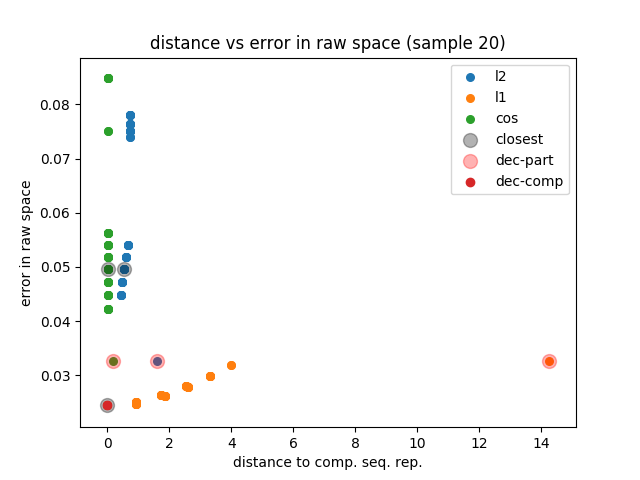 distance vs error in raw space (sample 20)
l2
l1
cos
closest
dec-part
dec-comp
error in raw space
0.08
0.07
0.06
0.05
0.04
0.03
0 2 4 6 8 10 12 14
distance to comp. seq. rep.